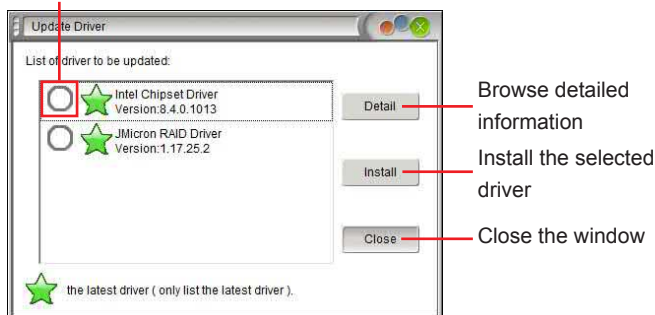 Update Driver
List of driver to be updated:
Intel Chipset Driver
Version:8.4.0.1013
JMicron RAID Driver
Version:1.17.25.2
Detail
Install
Close
the latest driver ( only list the latest driver ).
Browse detailed
information
Install the selected
driver
Close the window